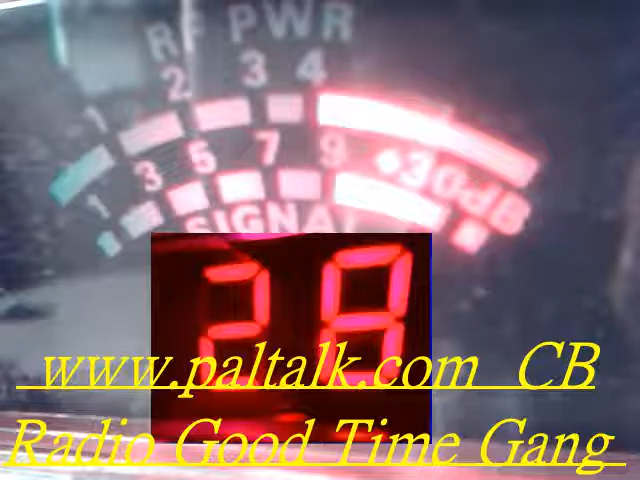 RF PWR
1 2 3 4
1 3 5 7 9 +30dB
SIGNAL
28
www.paltalk.com CB
Radio Good Time Gang